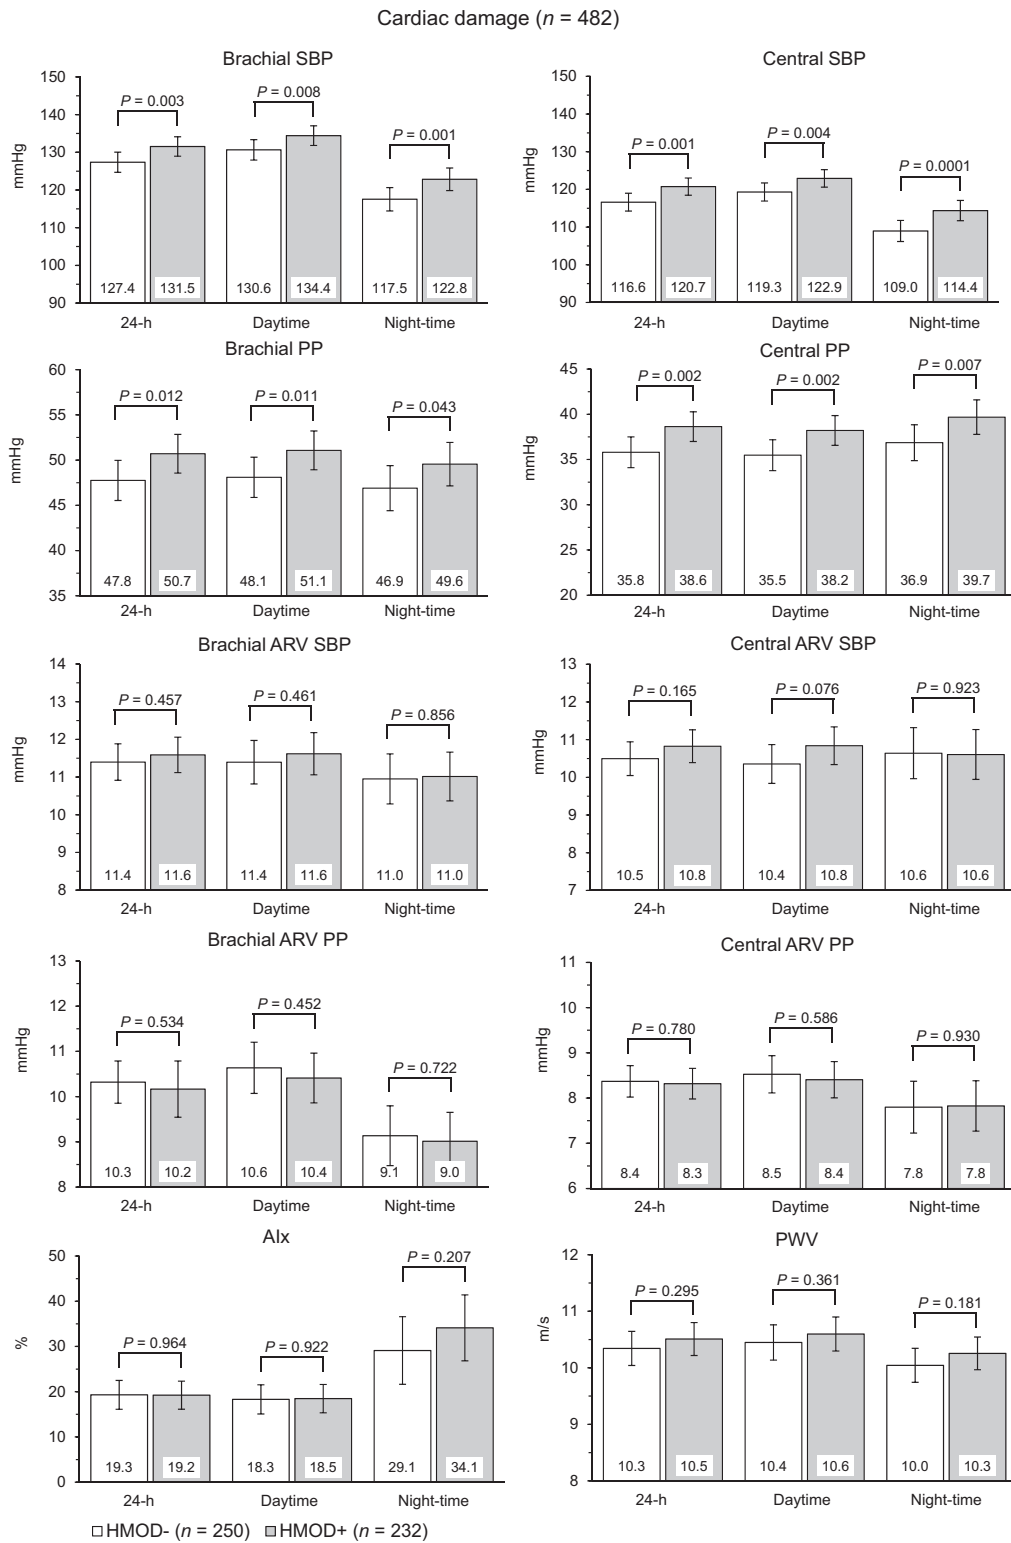 Cardiac damage (n = 482)
Brachial SBP
mmHg
150
140
130
120
110
100
90
P = 0.003
P = 0.008
P = 0.001
127.4
131.5
130.6
134.4
117.5
122.8
24-h
Daytime
Night-time
Central SBP
mmHg
150
140
130
120
110
100
90
P = 0.001
P = 0.004
P = 0.0001
116.6
120.7
119.3
122.9
109.0
114.4
24-h
Daytime
Night-time
Brachial PP
mmHg
60
55
50
45
40
35
P = 0.012
P = 0.011
P = 0.043
47.8
50.7
48.1
51.1
46.9
49.6
24-h
Daytime
Night-time
Central PP
mmHg
45
40
35
30
25
20
P = 0.002
P = 0.002
P = 0.007
35.8
38.6
35.5
38.2
36.9
39.7
24-h
Daytime
Night-time
Brachial ARV SBP
mmHg
14
13
12
11
10
9
8
P = 0.457
P = 0.461
P = 0.856
11.4
11.6
11.4
11.6
11.0
11.0
24-h
Daytime
Night-time
Central ARV SBP
mmHg
13
12
11
10
9
8
7
P = 0.165
P = 0.076
P = 0.923
10.5
10.8
10.4
10.8
10.6
10.6
24-h
Daytime
Night-time
Brachial ARV PP
mmHg
13
12
11
10
9
8
P = 0.534
P = 0.452
P = 0.722
10.3
10.2
10.6
10.4
9.1
9.0
24-h
Daytime
Night-time
Central ARV PP
mmHg
11
10
9
8
7
6
P = 0.780
P = 0.586
P = 0.930
8.4
8.3
8.5
8.4
7.8
7.8
24-h
Daytime
Night-time
AIx
%
50
40
30
20
10
0
P = 0.964
P = 0.922
P = 0.207
19.3
19.2
18.3
18.5
29.1
34.1
24-h
Daytime
Night-time
PWV
m/s
12
11
10
9
8
P = 0.295
P = 0.361
P = 0.181
10.3
10.5
10.4
10.6
10.0
10.3
24-h
Daytime
Night-time
HMOD- (n = 250) HMOD+ (n = 232)